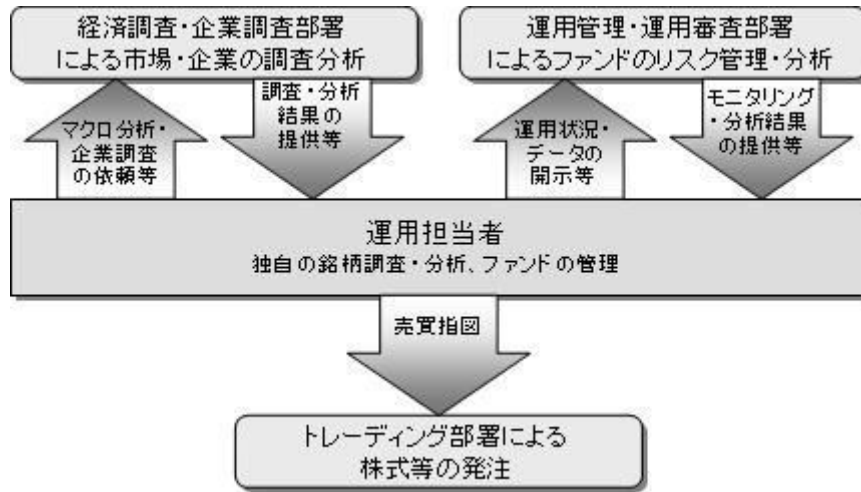 経済調査・企業調査部署
による市場・企業の調査分析
運用管理・運用審査部署
によるファンドのリスク管理・分析
マクロ分析・
企業調査
の依頼等
調査・分析
結果の
提供等
運用状況・
データの
開示等
モニタリング
・分析結果
の提供等
運用担当者
独自の銘柄調査・分析、ファンドの管理
売買指図
トレーディング部署による
株式等の発注